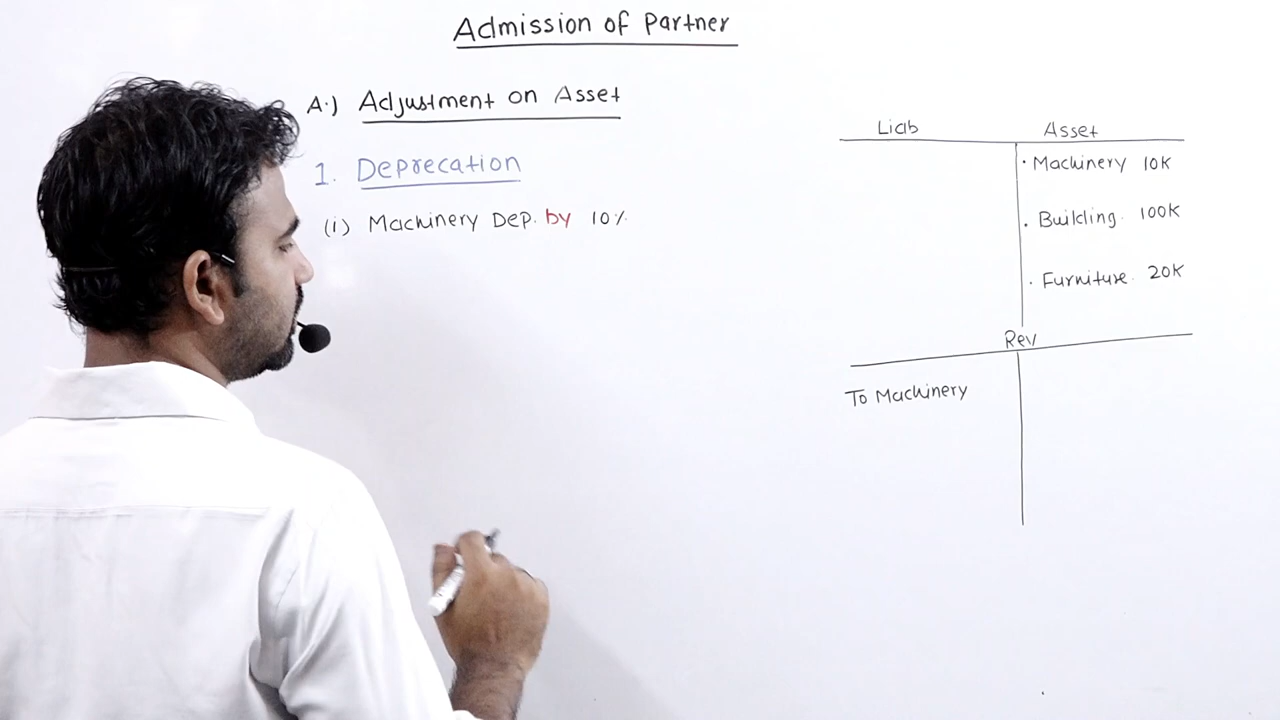 Admission of Partner
A.) Adjustment on Asset
1. Deprecation
(i) Machinery Dep. by 10%
Liab Asset
· Machinery 10K
· Building. 100K
· Furniture. 20K
Rev
To Machinery